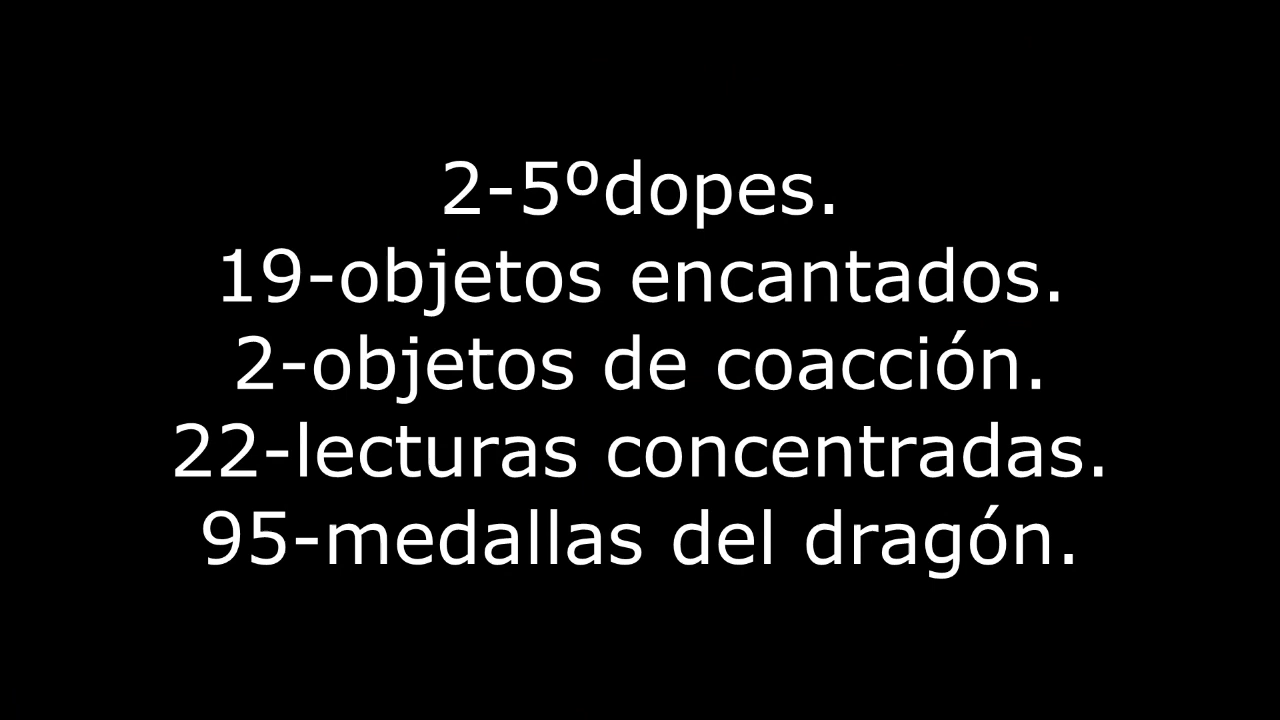 2-5ºdopes.
19-objetos encantados.
2-objetos de coacción.
22-lecturas concentradas.
95-medallas del dragón.